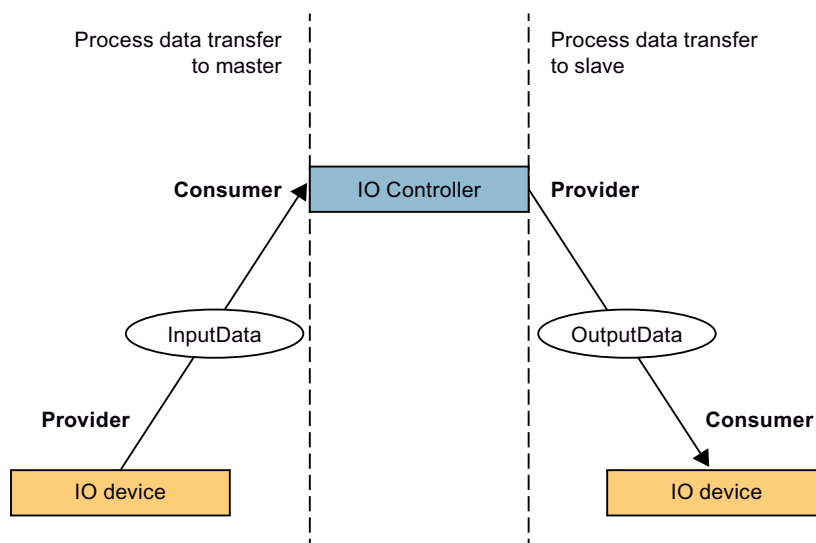 Process data transfer
to master
Process data transfer
to slave
Consumer
IO Controller
Provider
InputData
OutputData
Provider
Consumer
IO device
IO device